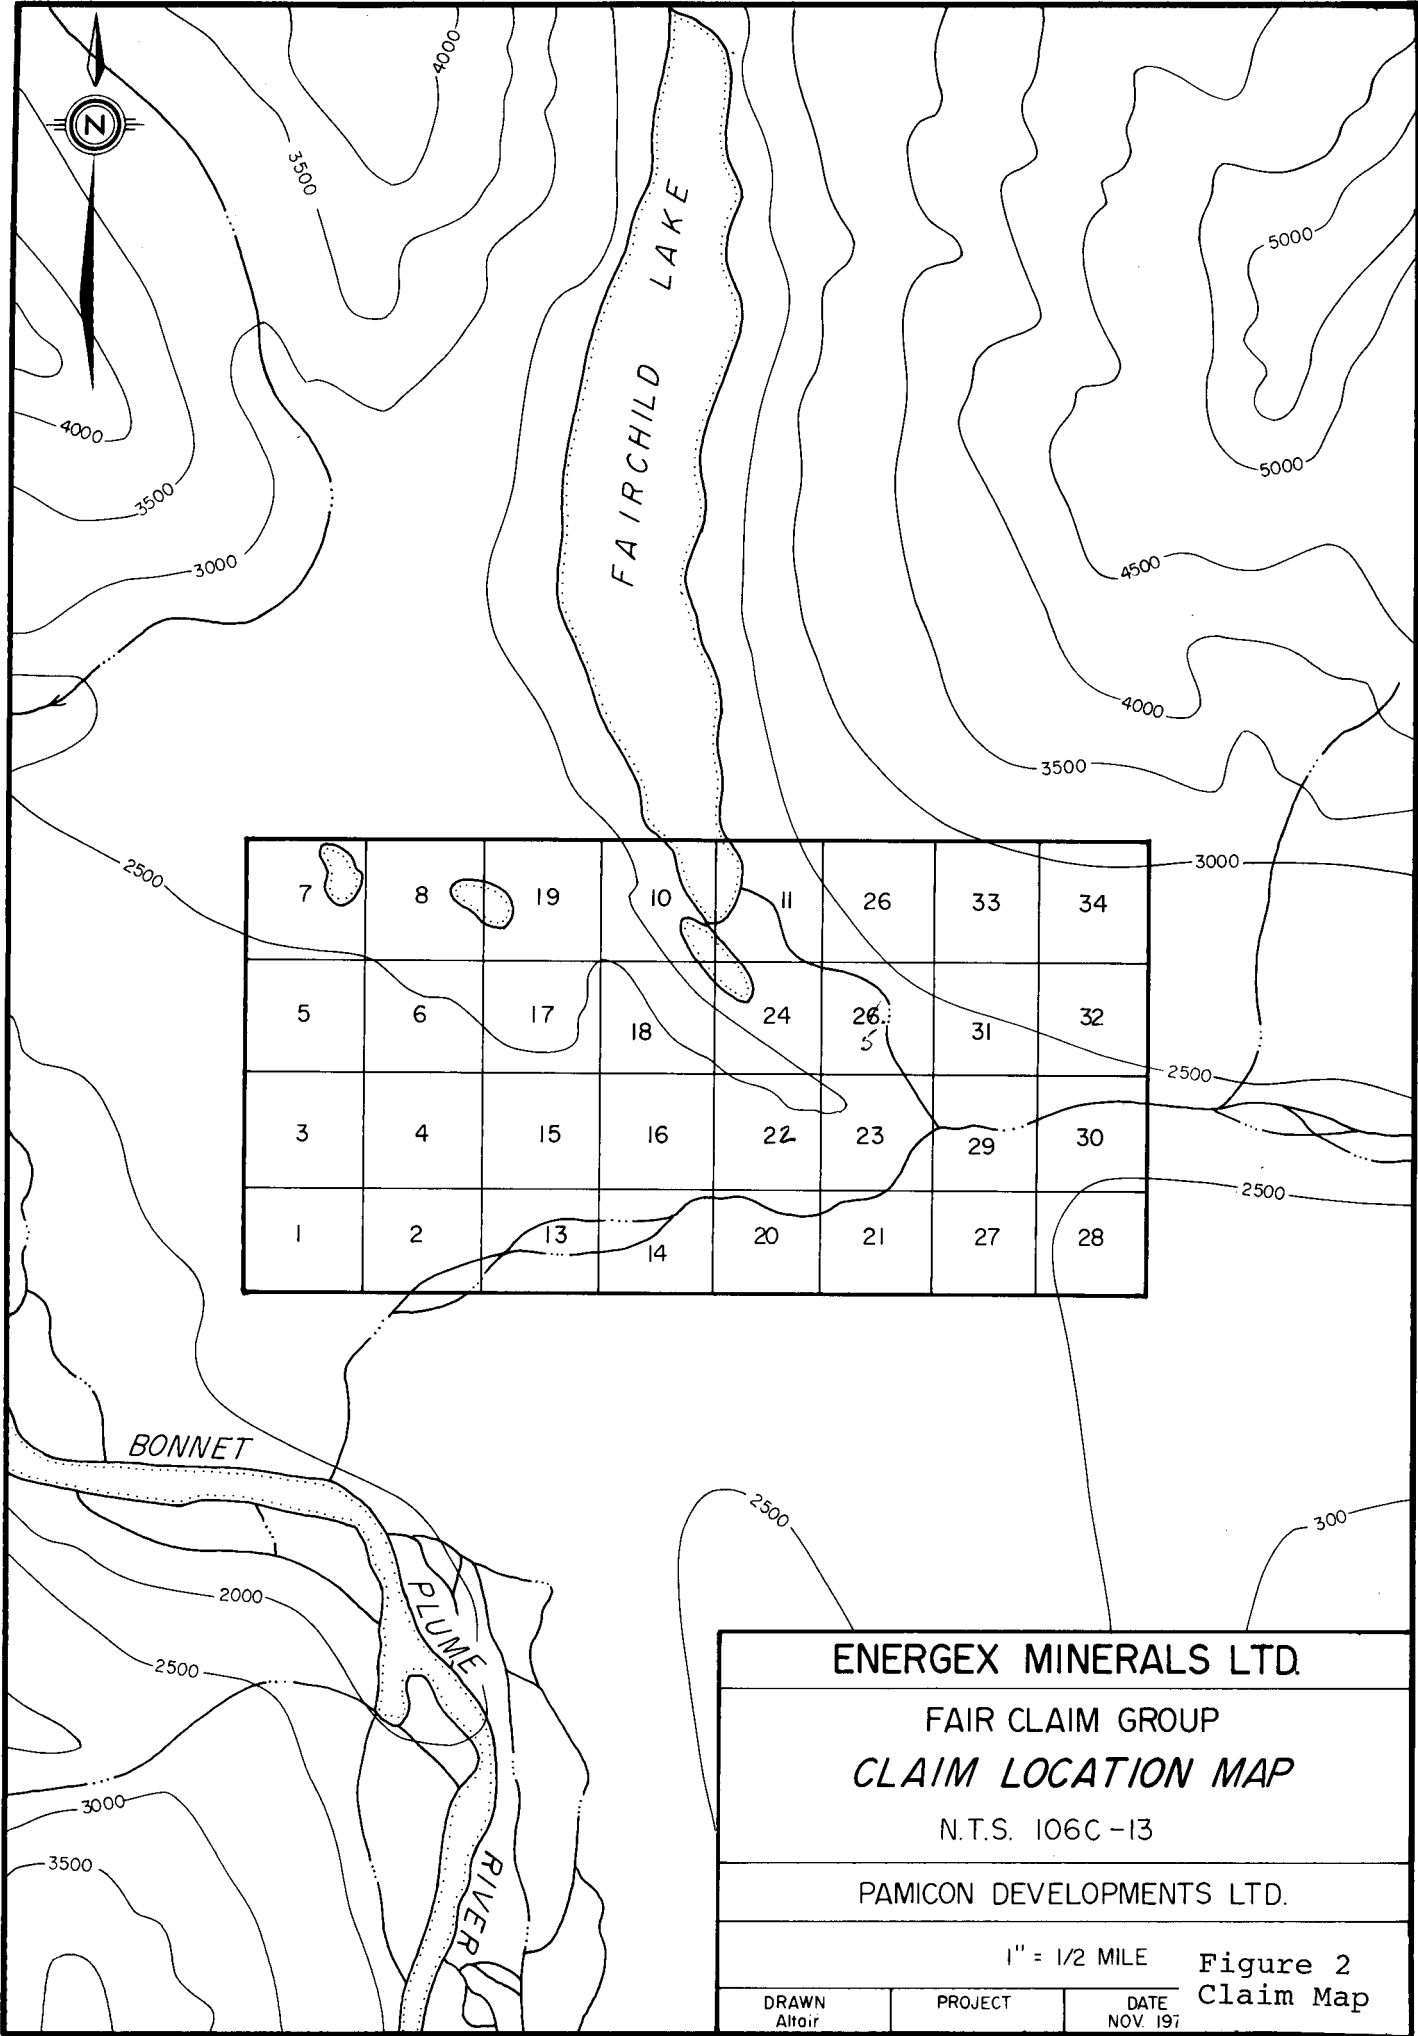 4000
N
3500
5000
FAIRCHILD LAKE
4000
3500
5000
3000
4500
4000
3500
2500
3000
7 8 19 10 11 26 33 34
5 6 17 18 24 26 31 32
5
2500
3 4 15 16 22 23 29 30
2500
1 2 13 14 20 21 27 28
BONNET
2500
300
2000
PLUME
2500
3000
3500
RIVER
ENERGEX MINERALS LTD.
FAIR CLAIM GROUP
CLAIM LOCATION MAP
N.T.S. 106C-13
PAMICON DEVELOPMENTS LTD.
1" = 1/2 MILE
Figure 2
Claim Map
DRAWN
Altair
PROJECT
DATE
NOV. 197